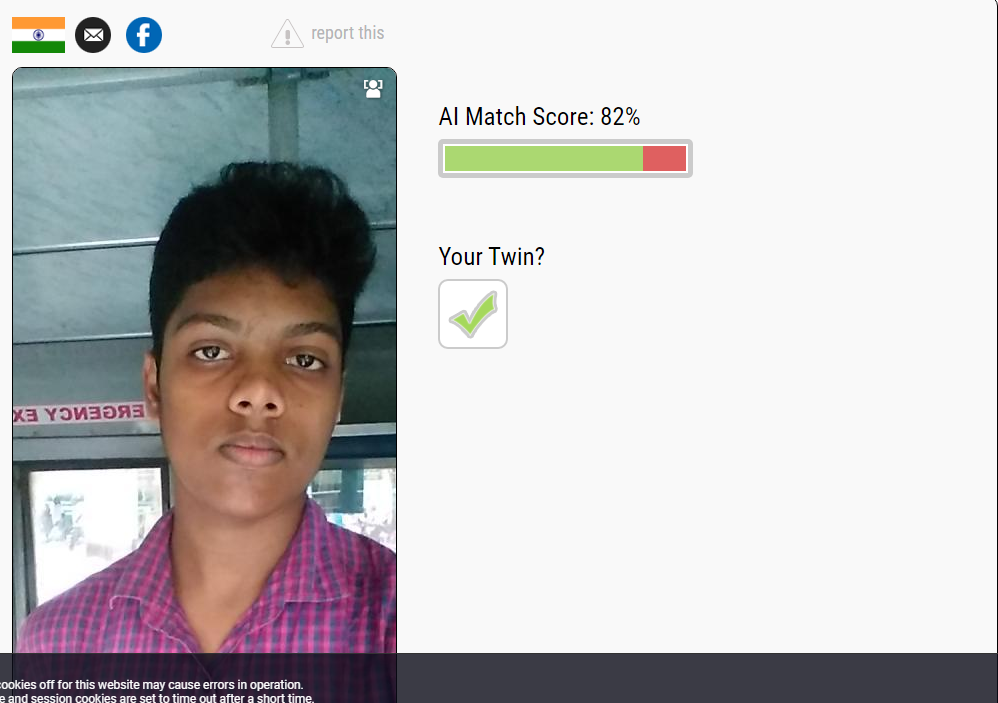 report this
AI Match Score: 82%
Your Twin?
ERGENCY EX
cookies off for this website may cause errors in operation.
e and session cookies are set to time out after a short time.